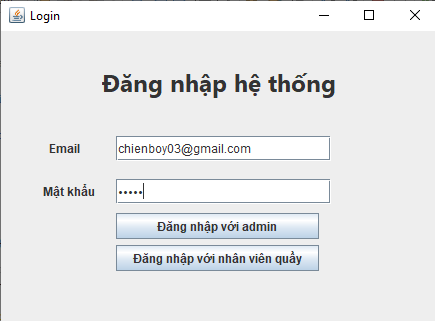 Login
Đăng nhập hệ thống
Email chienboy03@gmail.com
Mật khẩu •••••
Đăng nhập với admin
Đăng nhập với nhân viên quầy